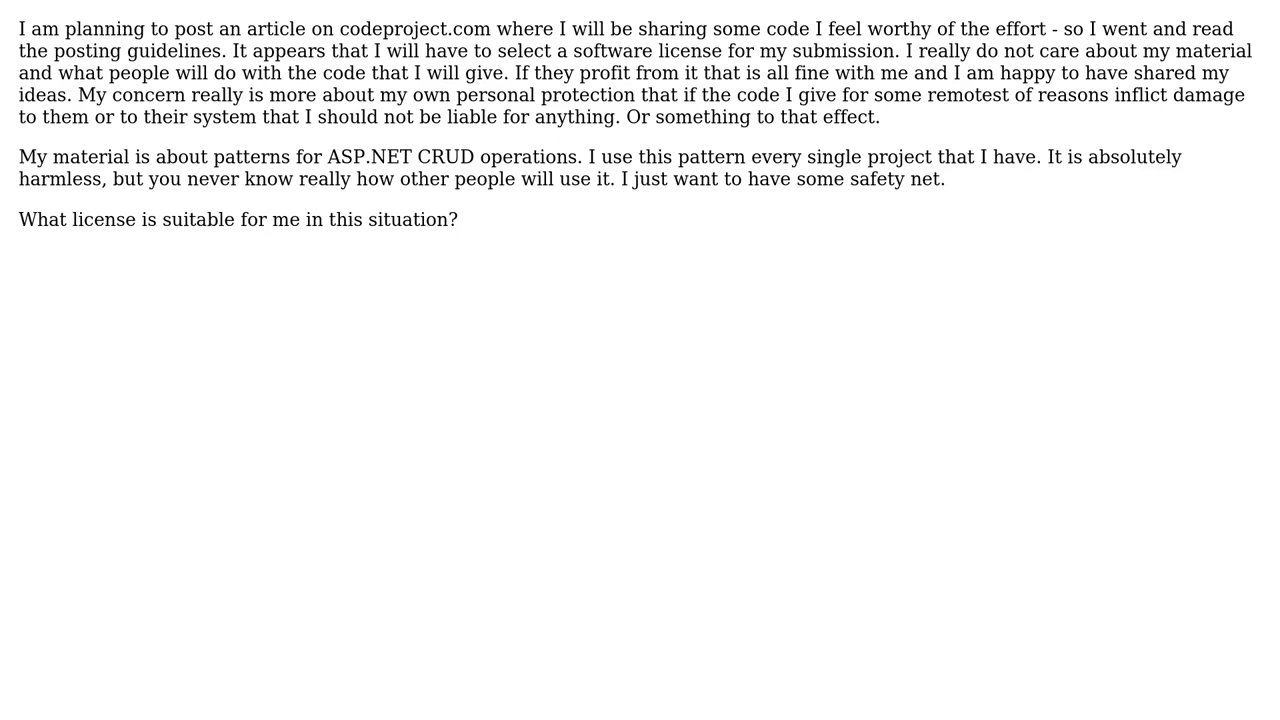 I am planning to post an article on codeproject.com where I will be sharing some code I feel worthy of the effort - so I went and read
the posting guidelines. It appears that I will have to select a software license for my submission. I really do not care about my material
and what people will do with the code that I will give. If they profit from it that is all fine with me and I am happy to have shared my
ideas. My concern really is more about my own personal protection that if the code I give for some remotest of reasons inflict damage
to them or to their system that I should not be liable for anything. Or something to that effect.
My material is about patterns for ASP.NET CRUD operations. I use this pattern every single project that I have. It is absolutely
harmless, but you never know really how other people will use it. I just want to have some safety net.
What license is suitable for me in this situation?